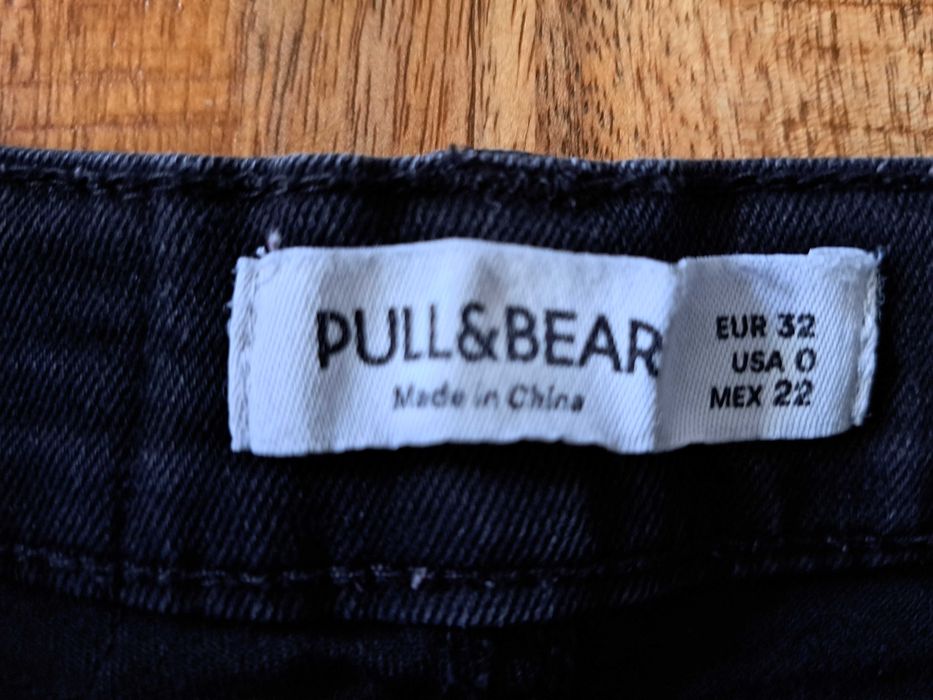 PULL&BEAR
Made in China
EUR 32
USA 0
MEX 22